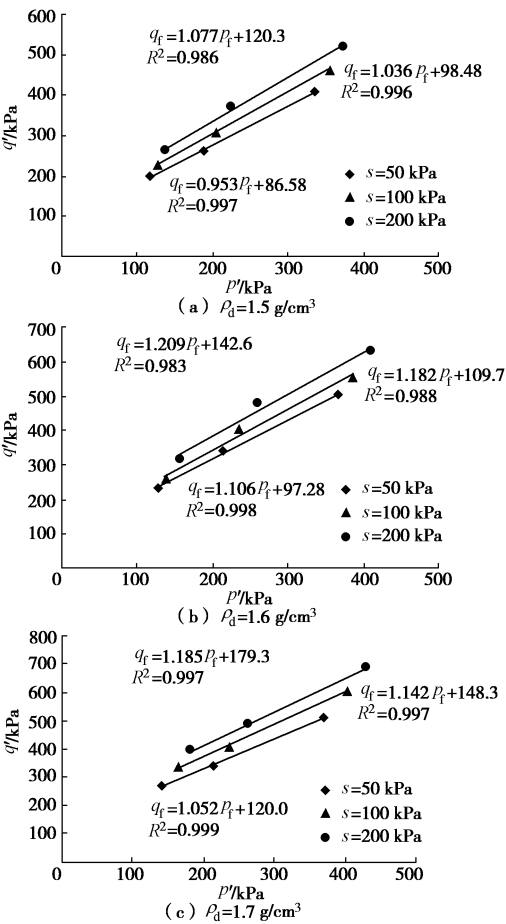 600
500
400
300
200
100
q'/kPa
q_f=1.077p_f+120.3
R²=0.986
q_f=1.036p_f+98.48
R²=0.996
q_f=0.953p_f+86.58
R²=0.997
s=50 kPa
s=100 kPa
s=200 kPa
0 100 200 300 400 500
p'/kPa
(a) ρ_d=1.5 g/cm³
700
600
500
400
300
200
100
q'/kPa
q_f=1.209p_f+142.6
R²=0.983
q_f=1.182p_f+109.7
R²=0.988
q_f=1.106p_f+97.28
R²=0.998
s=50 kPa
s=100 kPa
s=200 kPa
0 100 200 300 400 500
p'/kPa
(b) ρ_d=1.6 g/cm³
800
700
600
500
400
300
200
100
q'/kPa
q_f=1.185p_f+179.3
R²=0.997
q_f=1.142p_f+148.3
R²=0.997
q_f=1.052p_f+120.0
R²=0.999
s=50 kPa
s=100 kPa
s=200 kPa
0 100 200 300 400 500
p'/kPa
(c) ρ_d=1.7 g/cm³